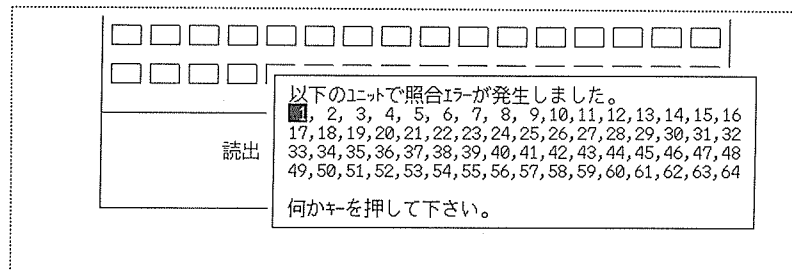 以下のﾕﾆｯﾄで照合ｴﾗｰが発生しました。
1, 2, 3, 4, 5, 6, 7, 8, 9,10,11,12,13,14,15,16
17,18,19,20,21,22,23,24,25,26,27,28,29,30,31,32
33,34,35,36,37,38,39,40,41,42,43,44,45,46,47,48
49,50,51,52,53,54,55,56,57,58,59,60,61,62,63,64
読出
何かｷｰを押して下さい。